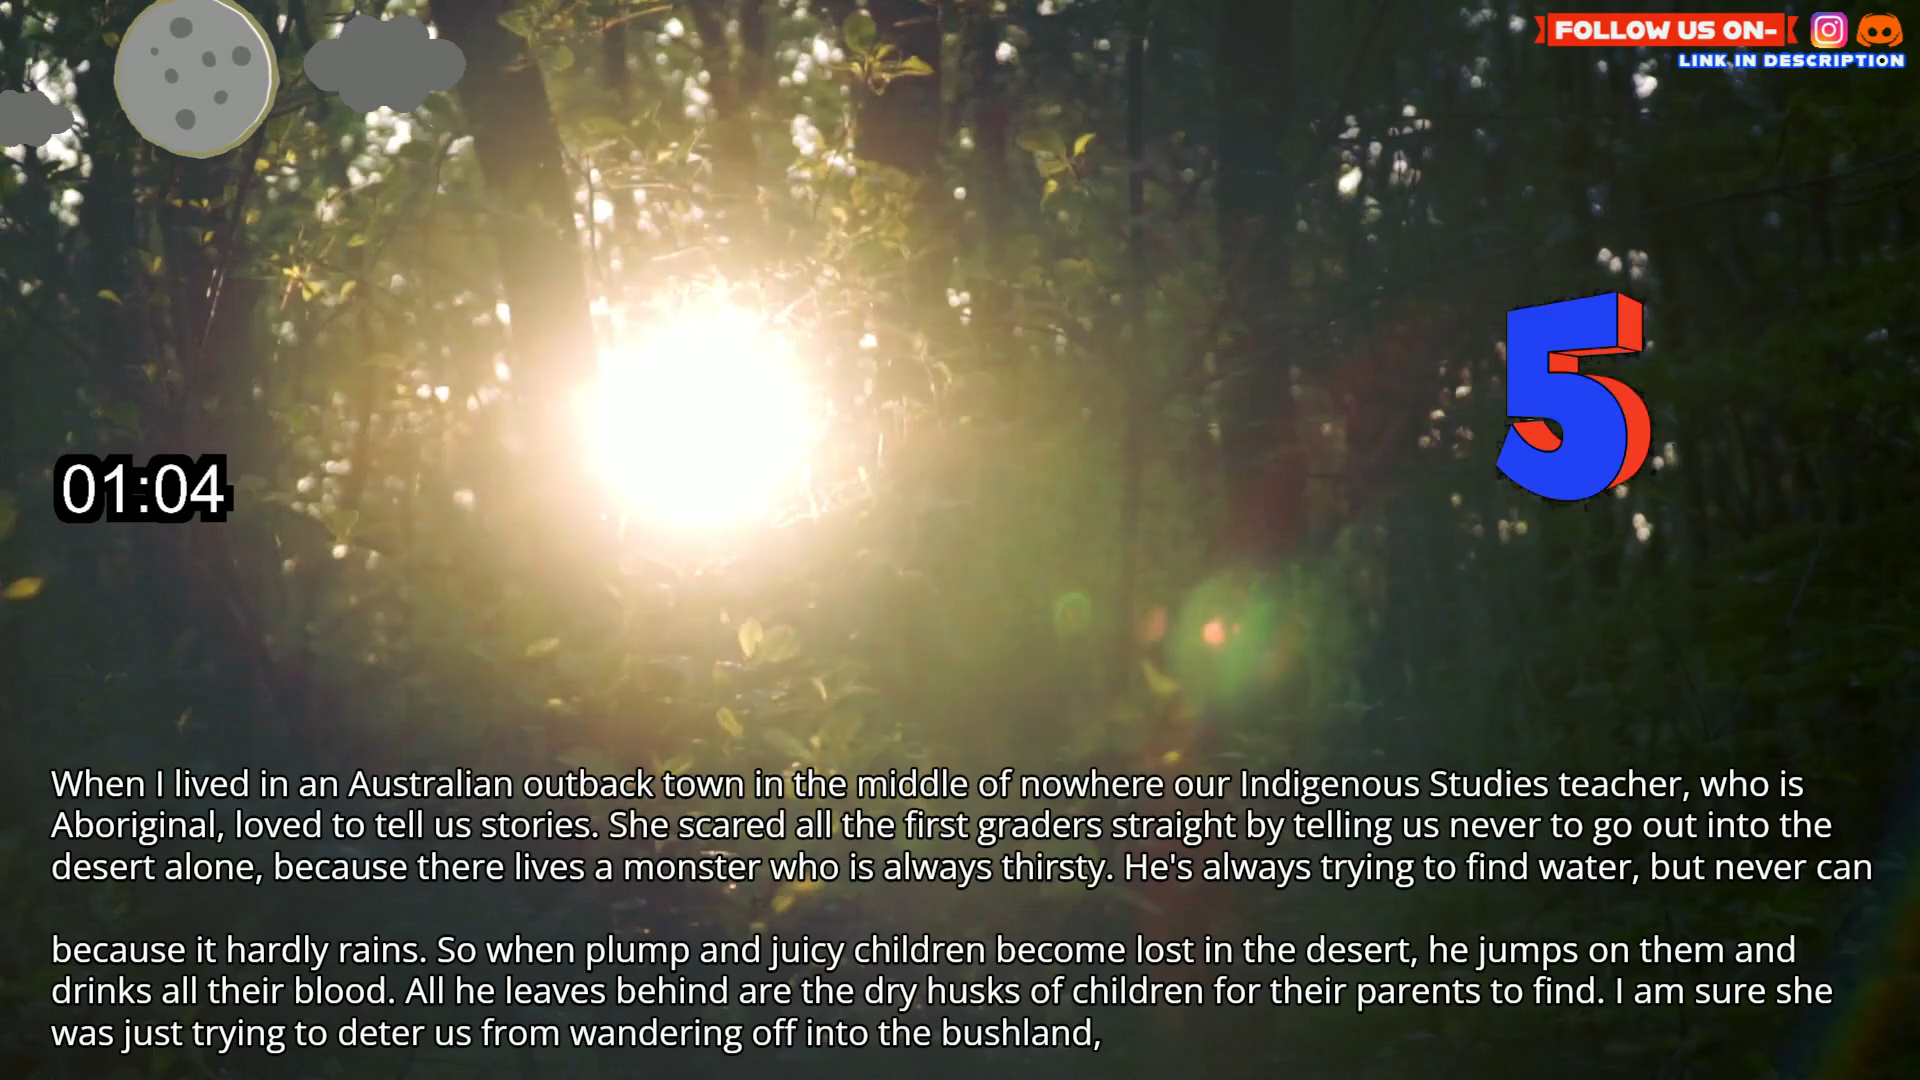 FOLLOW US ON-
LINK IN DESCRIPTION
5
01:04
When I lived in an Australian outback town in the middle of nowhere our Indigenous Studies teacher, who is
Aboriginal, loved to tell us stories. She scared all the first graders straight by telling us never to go out into the
desert alone, because there lives a monster who is always thirsty. He's always trying to find water, but never can
because it hardly rains. So when plump and juicy children become lost in the desert, he jumps on them and
drinks all their blood. All he leaves behind are the dry husks of children for their parents to find. I am sure she
was just trying to deter us from wandering off into the bushland,